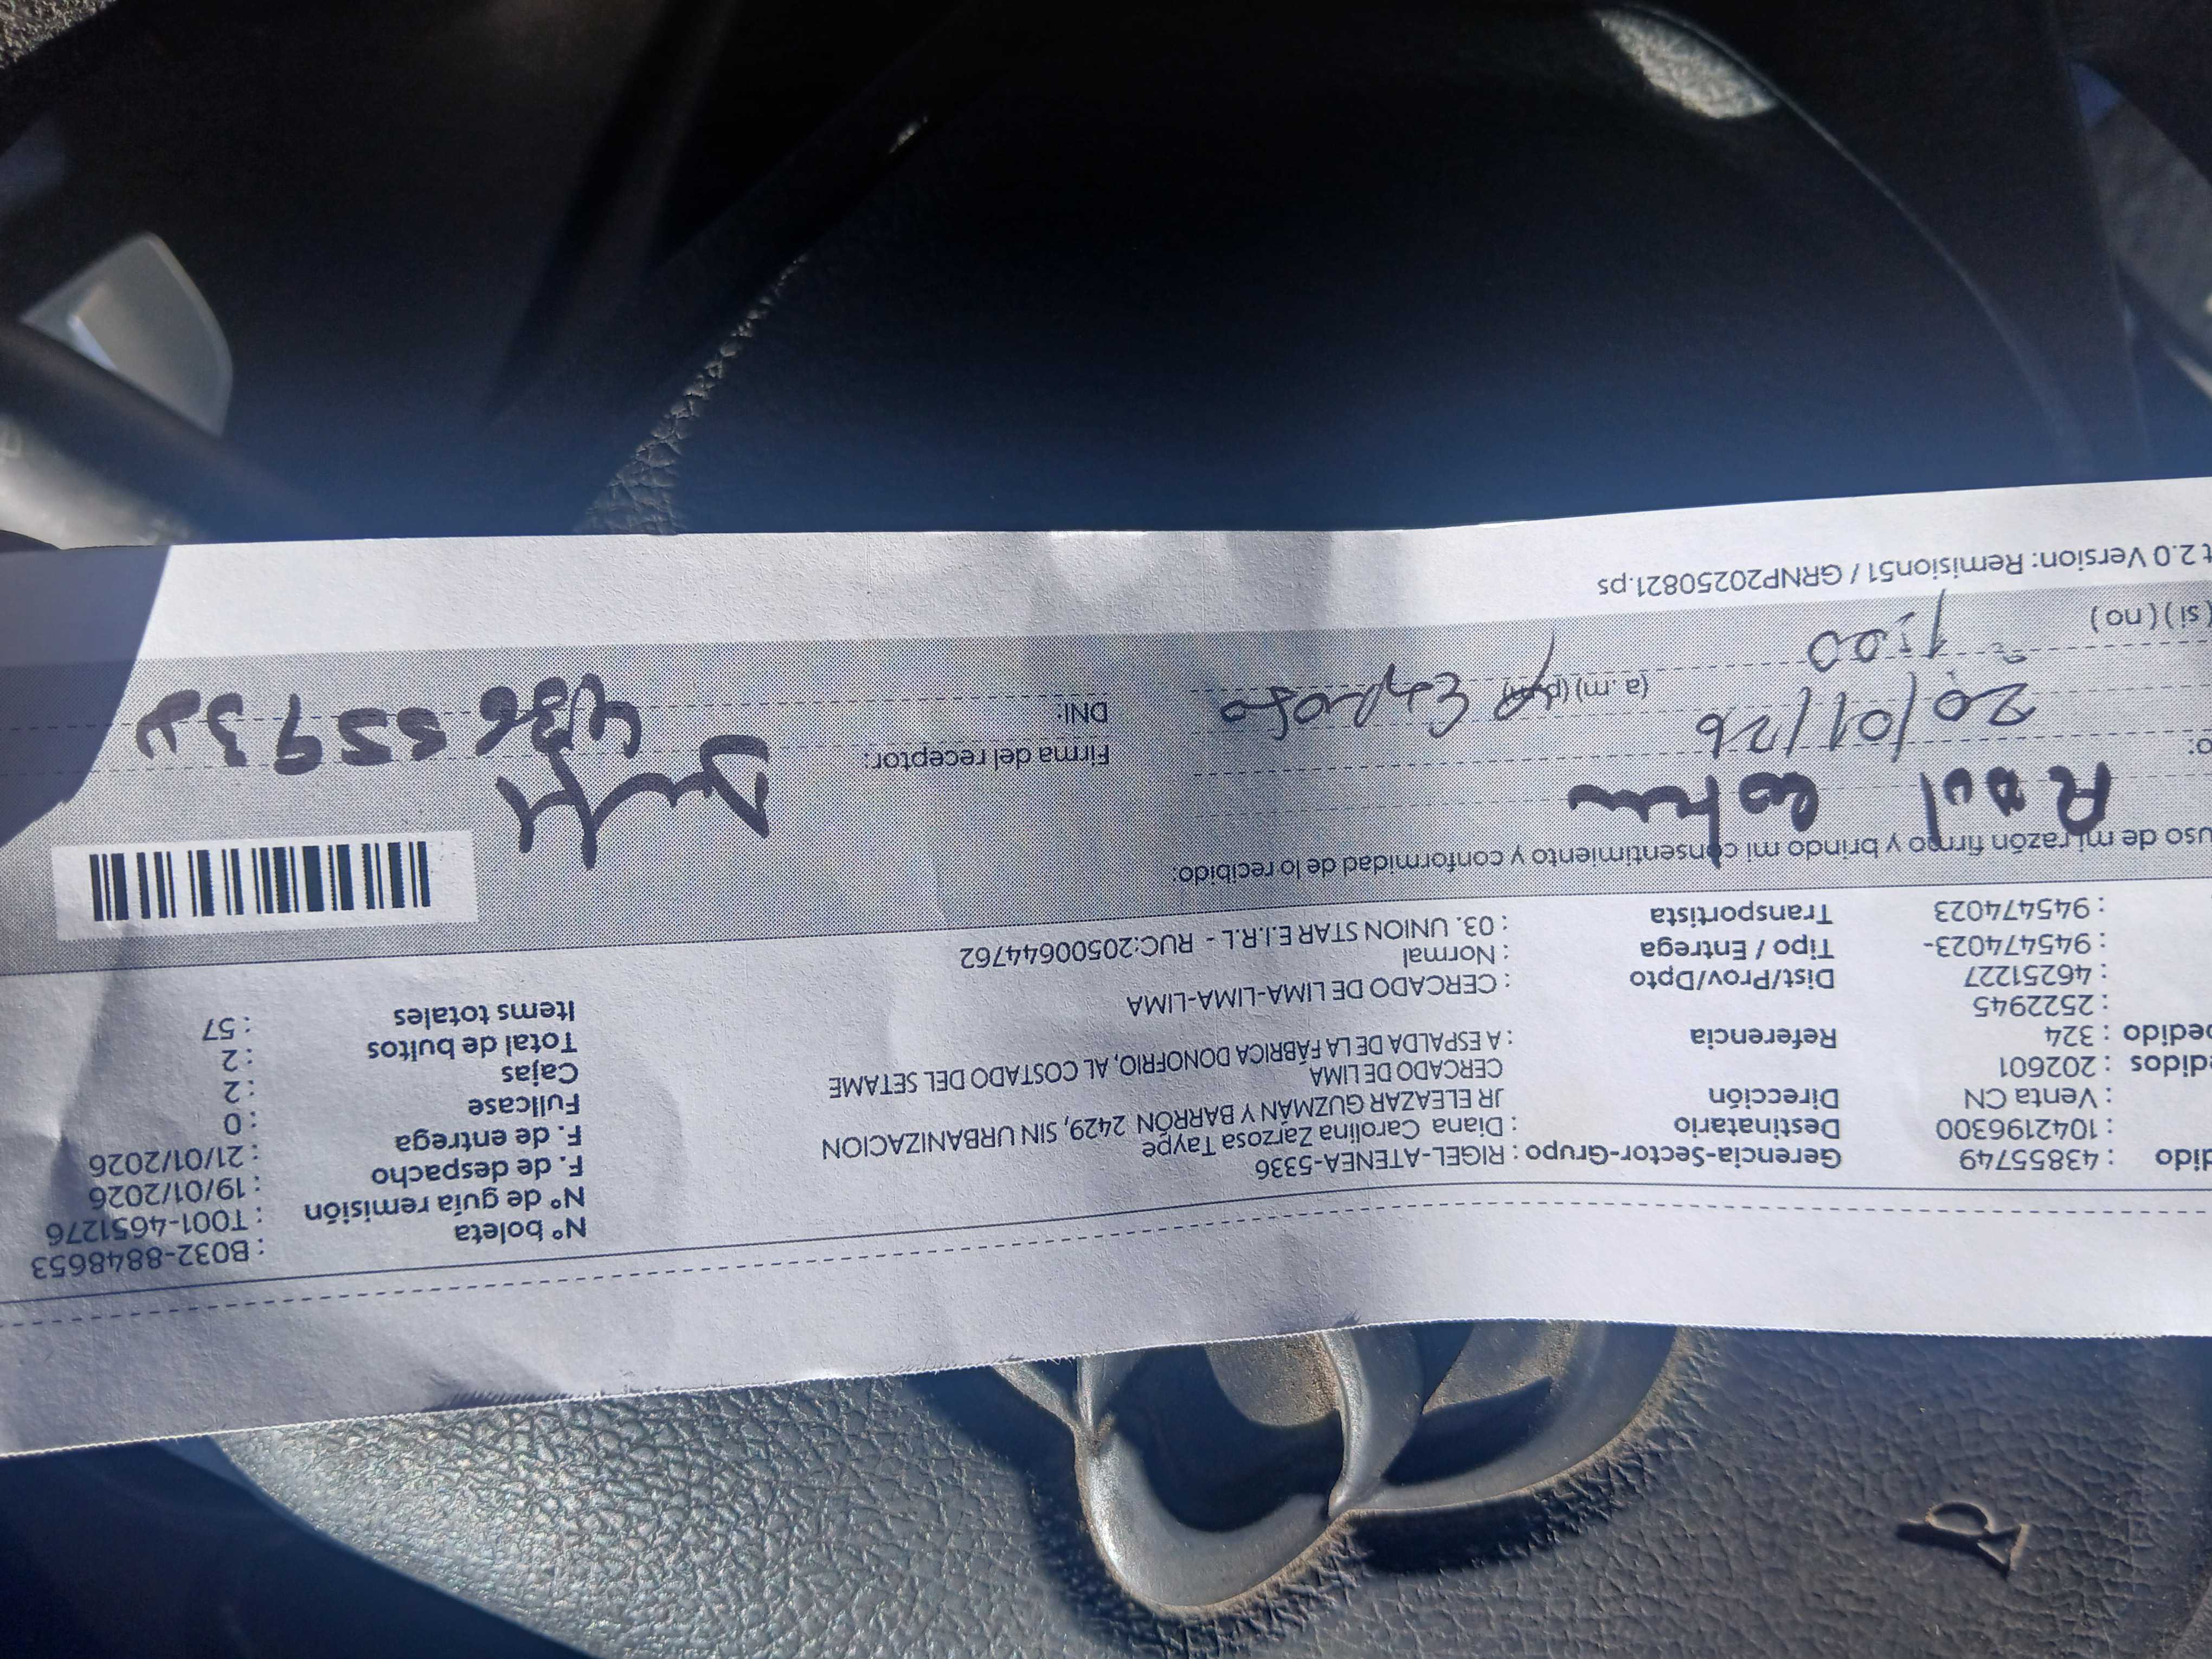 Nº boleta : B032-8848653
Nº de guía remisión : T001-4651276
dido : 43855749 Gerencia-Sector-Grupo : RIGEL-ATENEA-5336 F. de despacho : 19/01/2026
: 1042196300 Destinatario : Diana Carolina Zarzosa Taype F. de entrega : 21/01/2026
: Venta CN Dirección JR ELEAZAR GUZMÁN Y BARRÓN 2429, SIN URBANIZACION Fullcase : 0
didos : 202601 CERCADO DE LIMA Cajas : 2
pedido : 324 Referencia : A ESPALDA DE LA FÁBRICA DONOFRIO, AL COSTADO DEL SETAME Total de bultos : 2
: 2522945 Items totales : 57
: 46251227 Dist/Prov/Dpto : CERCADO DE LIMA-LIMA-LIMA
: 945474023- Tipo / Entrega : Normal
: 945474023 Transportista : 03. UNION STAR E.I.R.L - RUC:20500644762
uso de mi razón firmo y brindo mi consentimiento y conformidad de lo recibido:
Raul
o: Firma del receptor:
20/01/26 (a.m) (p.m) Esposo DNI:
(si) (no) 1:00
t 2.0 Version: Remision51 / GRNP20250821.ps